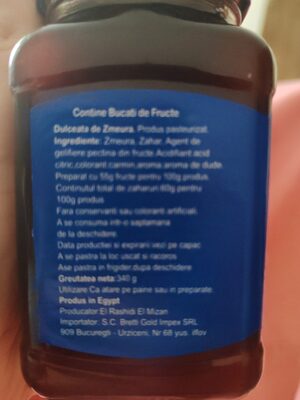 Contine Bucati de Fructe
Dulceata de Zmeura. Produs pasteurizat.
Ingrediente: Zmeura, Zahar, Agent de
gelifiere pectina din fructe.Acidifiant acid
citric,colorant carmin,aroma.aroma de dude.
Preparat cu 55g fructe pentru 100g produs.
Continutul total de zaharuri 60g pentru
100g produs
Fara conservanti sau coloranti artificiali.
A se consuma intr-o saptamana
de la deschidere.
Data productiei si expirarii vezi pe capac
A se pastra la loc uscat si racoros
Ase pastra in frigider,dupa deschidere
Greutatea neta:340 g
Utilizare.Ca atare pe paine sau in preparate.
Produs in Egypt
Producator:El Rashidi El Mizan
Importator: S.C. Bretti Gold Impex SRL
909 Bucuregti - Urziceni, Nr 68 yus. ilfov